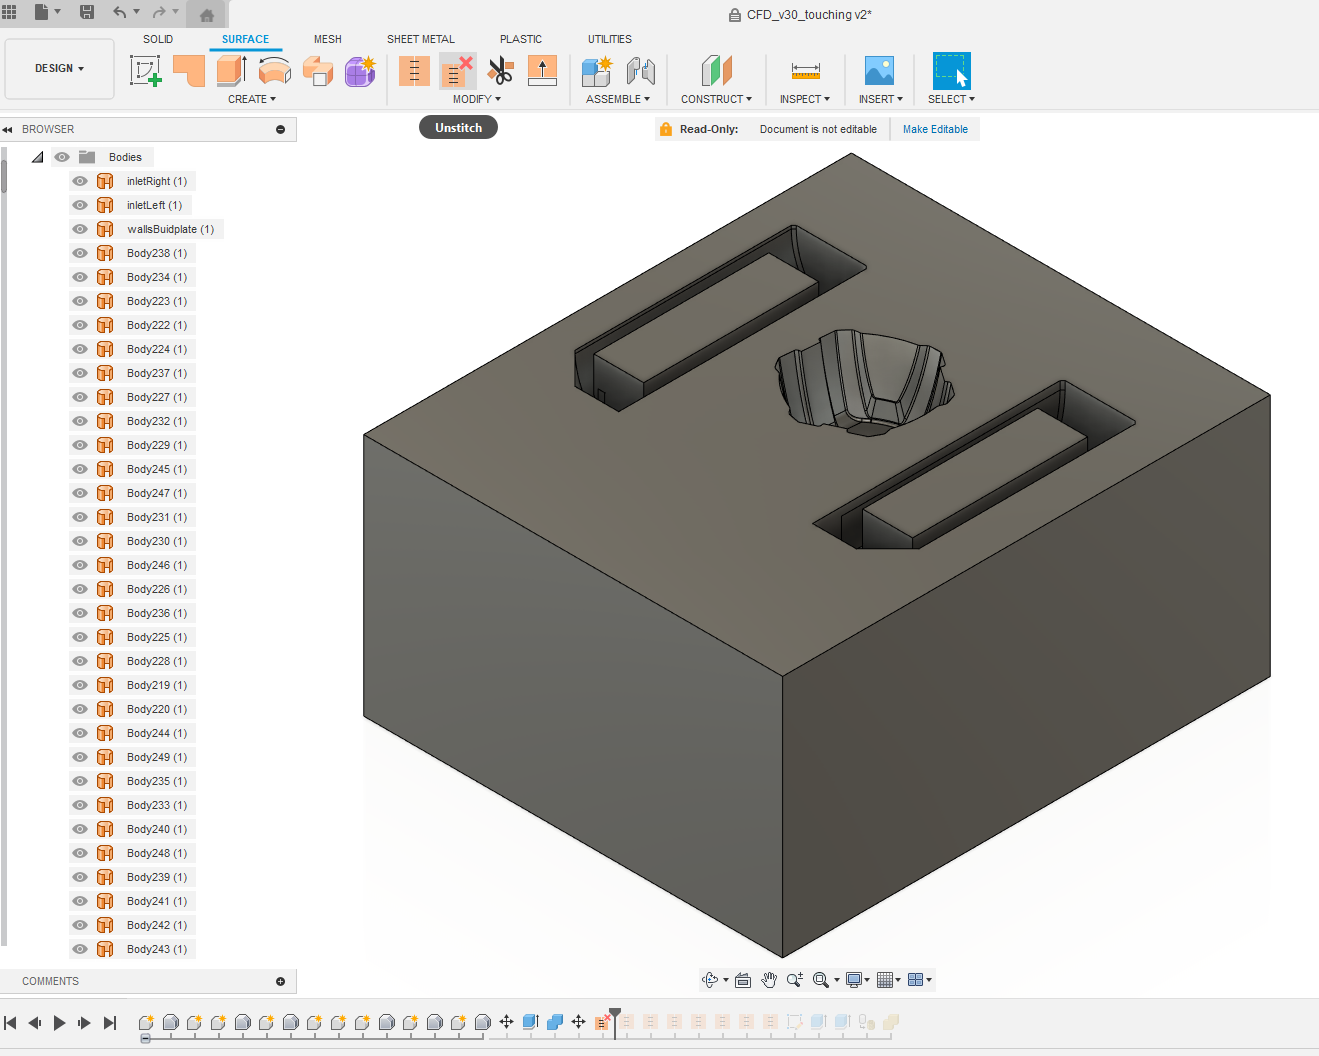 CFD_v30_touching v2*
SOLID SURFACE MESH SHEET METAL PLASTIC UTILITIES
DESIGN
CREATE MODIFY ASSEMBLE CONSTRUCT INSPECT INSERT SELECT
BROWSER
Unstitch
Read-Only: Document is not editable Make Editable
Bodies
inletRight (1)
inletLeft (1)
wallsBuidplate (1)
Body238 (1)
Body234 (1)
Body223 (1)
Body222 (1)
Body224 (1)
Body237 (1)
Body227 (1)
Body232 (1)
Body229 (1)
Body245 (1)
Body247 (1)
Body231 (1)
Body230 (1)
Body246 (1)
Body226 (1)
Body236 (1)
Body225 (1)
Body228 (1)
Body219 (1)
Body220 (1)
Body244 (1)
Body249 (1)
Body235 (1)
Body233 (1)
Body240 (1)
Body248 (1)
Body239 (1)
Body241 (1)
Body242 (1)
Body243 (1)
COMMENTS